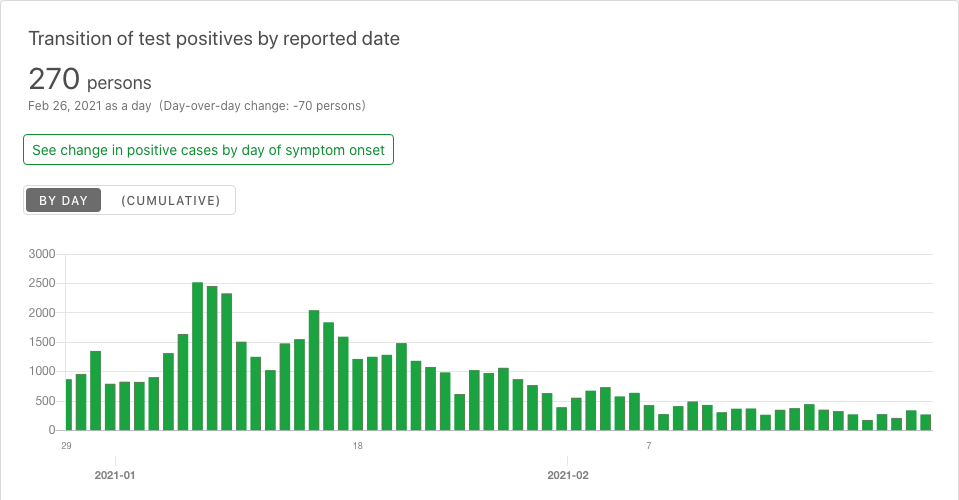 Transition of test positives by reported date
270 persons
Feb 26, 2021 as a day (Day-over-day change: -70 persons)
See change in positive cases by day of symptom onset
BY DAY (CUMULATIVE)
3000
2500
2000
1500
1000
500
0
29 18 7
2021-01 2021-02